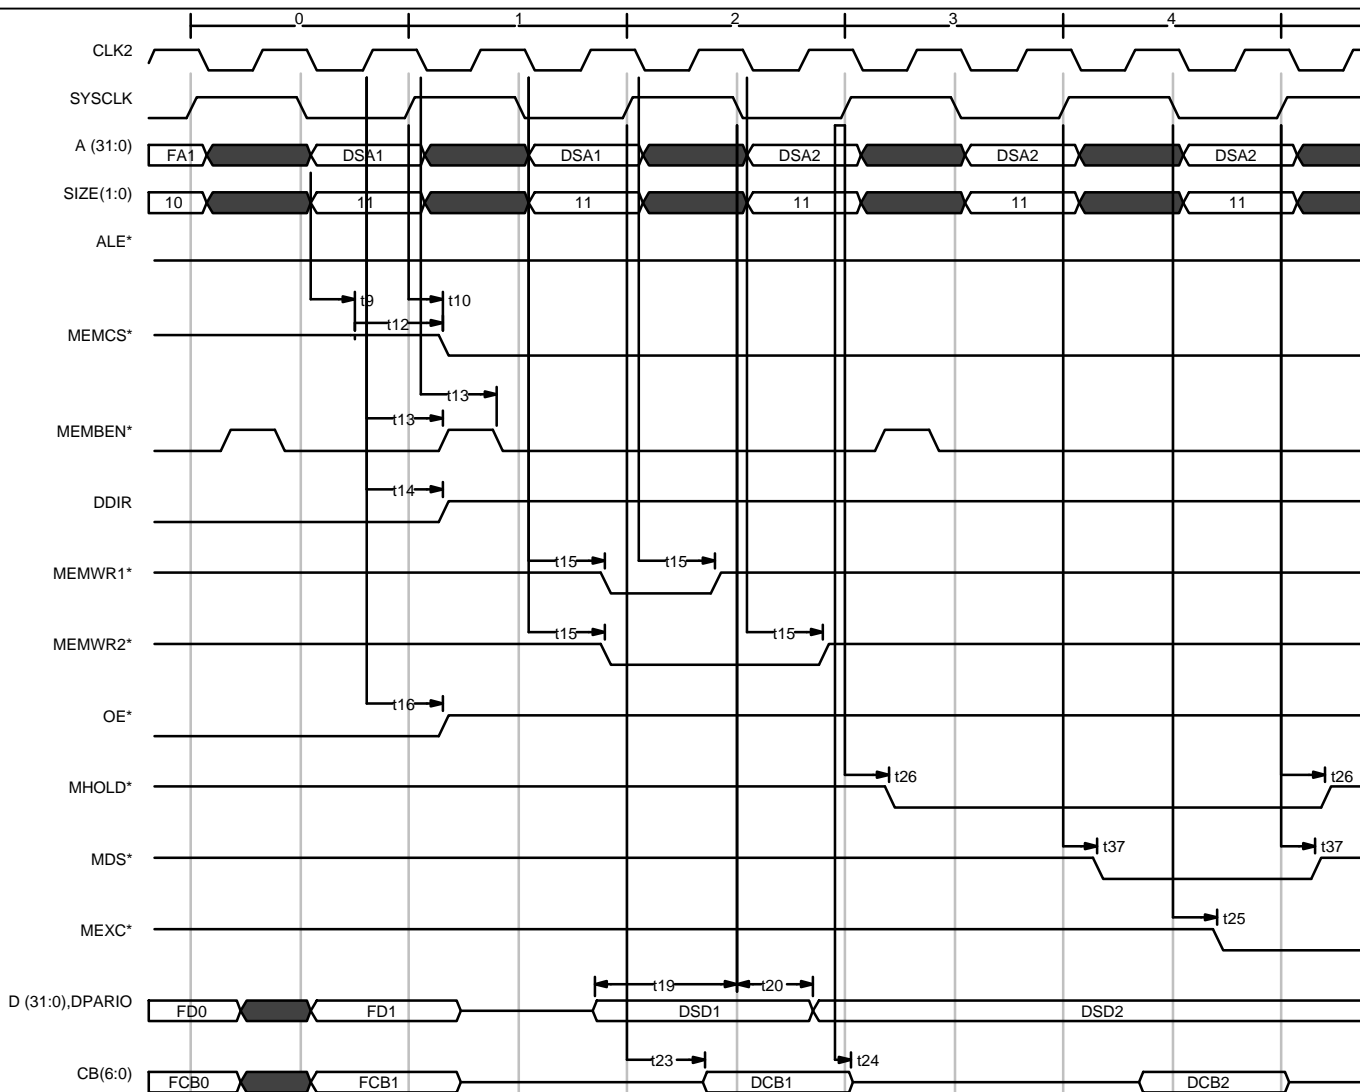 0 1 2 3 4
CLK2
SYSCLK
A (31:0) FA1 DSA1 DSA1 DSA2 DSA2 DSA2
SIZE(1:0) 10 11 11 11 11 11
ALE*
t9 t10
t12
MEMCS*
t13
t13
MEMBEN*
t14
DDIR
t15 t15
MEMWR1*
t15 t15
MEMWR2*
t16
OE*
t26 t26
MHOLD*
t37 t37
MDS*
t25
MEXC*
t19 t20
D (31:0),DPARIO FD0 FD1 DSD1 DSD2
t23 t24
CB(6:0) FCB0 FCB1 DCB1 DCB2